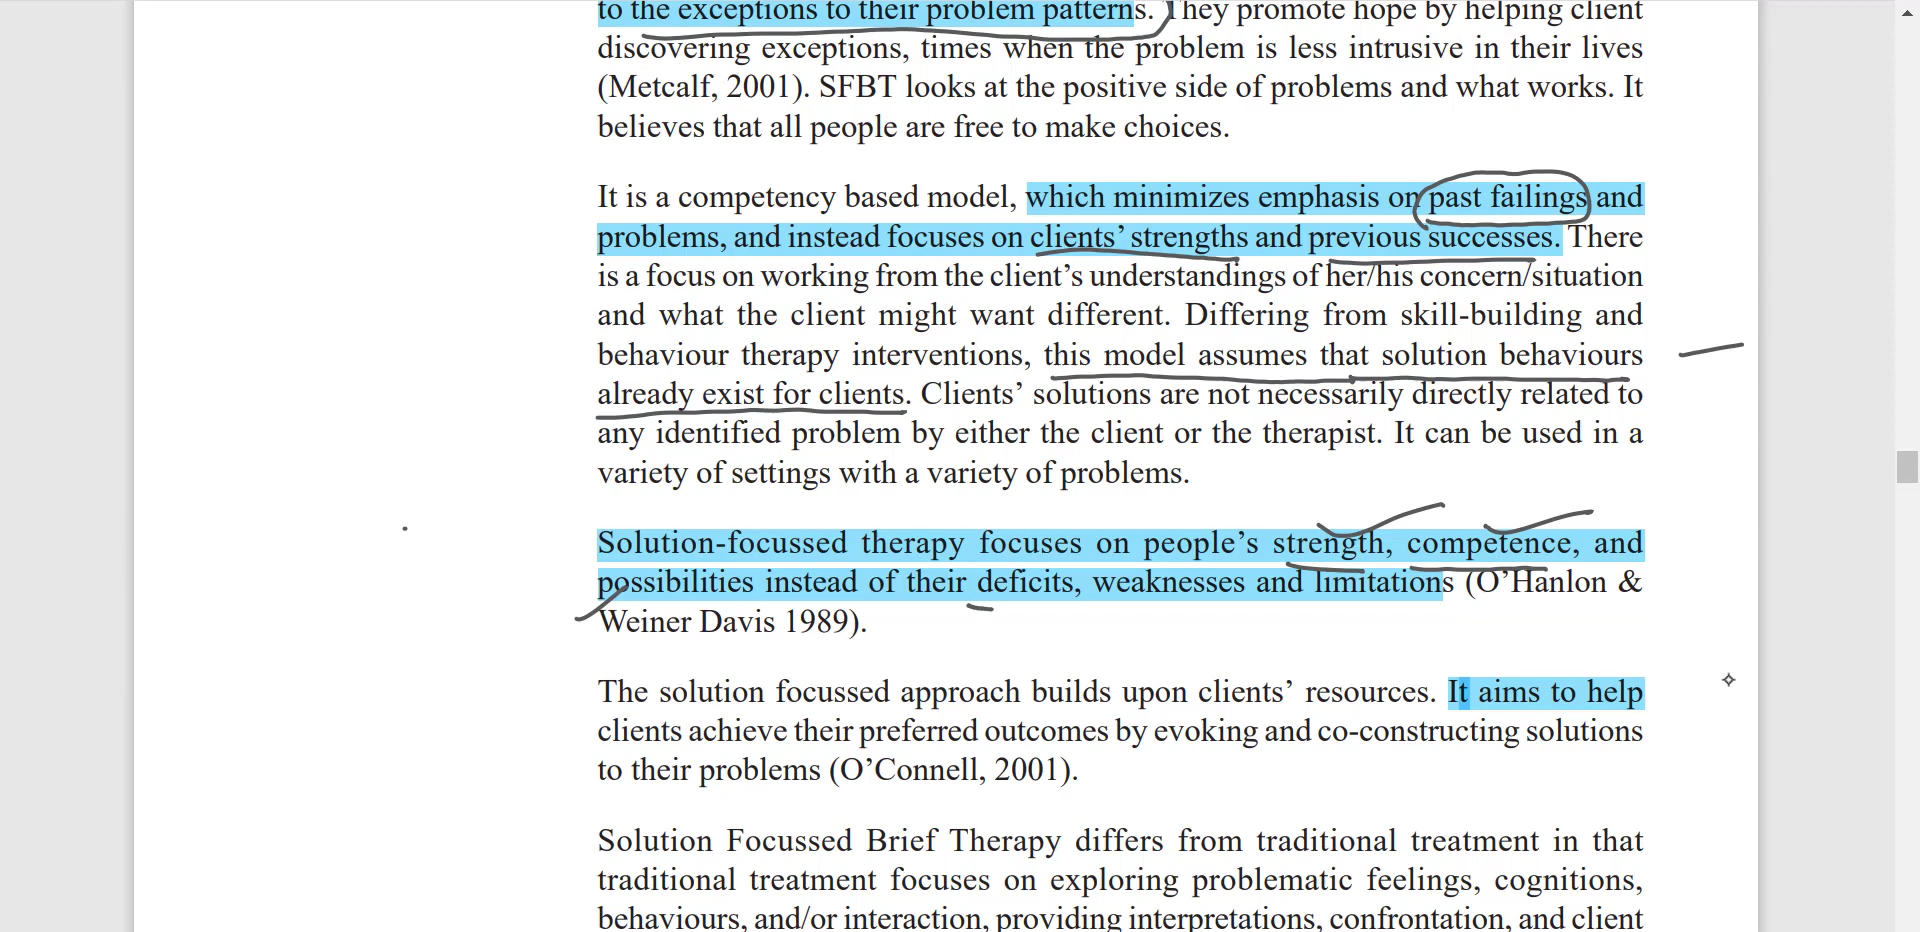 to the exceptions to their problem patterns. They promote hope by helping client
discovering exceptions, times when the problem is less intrusive in their lives
(Metcalf, 2001). SFBT looks at the positive side of problems and what works. It
believes that all people are free to make choices.
It is a competency based model, which minimizes emphasis on past failings and
problems, and instead focuses on clients’ strengths and previous successes. There
is a focus on working from the client’s understandings of her/his concern/situation
and what the client might want different. Differing from skill-building and
behaviour therapy interventions, this model assumes that solution behaviours
already exist for clients. Clients’ solutions are not necessarily directly related to
any identified problem by either the client or the therapist. It can be used in a
variety of settings with a variety of problems.
Solution-focussed therapy focuses on people’s strength, competence, and
possibilities instead of their deficits, weaknesses and limitations (O’Hanlon &
Weiner Davis 1989).
The solution focussed approach builds upon clients’ resources. It aims to help
clients achieve their preferred outcomes by evoking and co-constructing solutions
to their problems (O’Connell, 2001).
Solution Focussed Brief Therapy differs from traditional treatment in that
traditional treatment focuses on exploring problematic feelings, cognitions,
behaviours, and/or interaction, providing interpretations, confrontation, and client